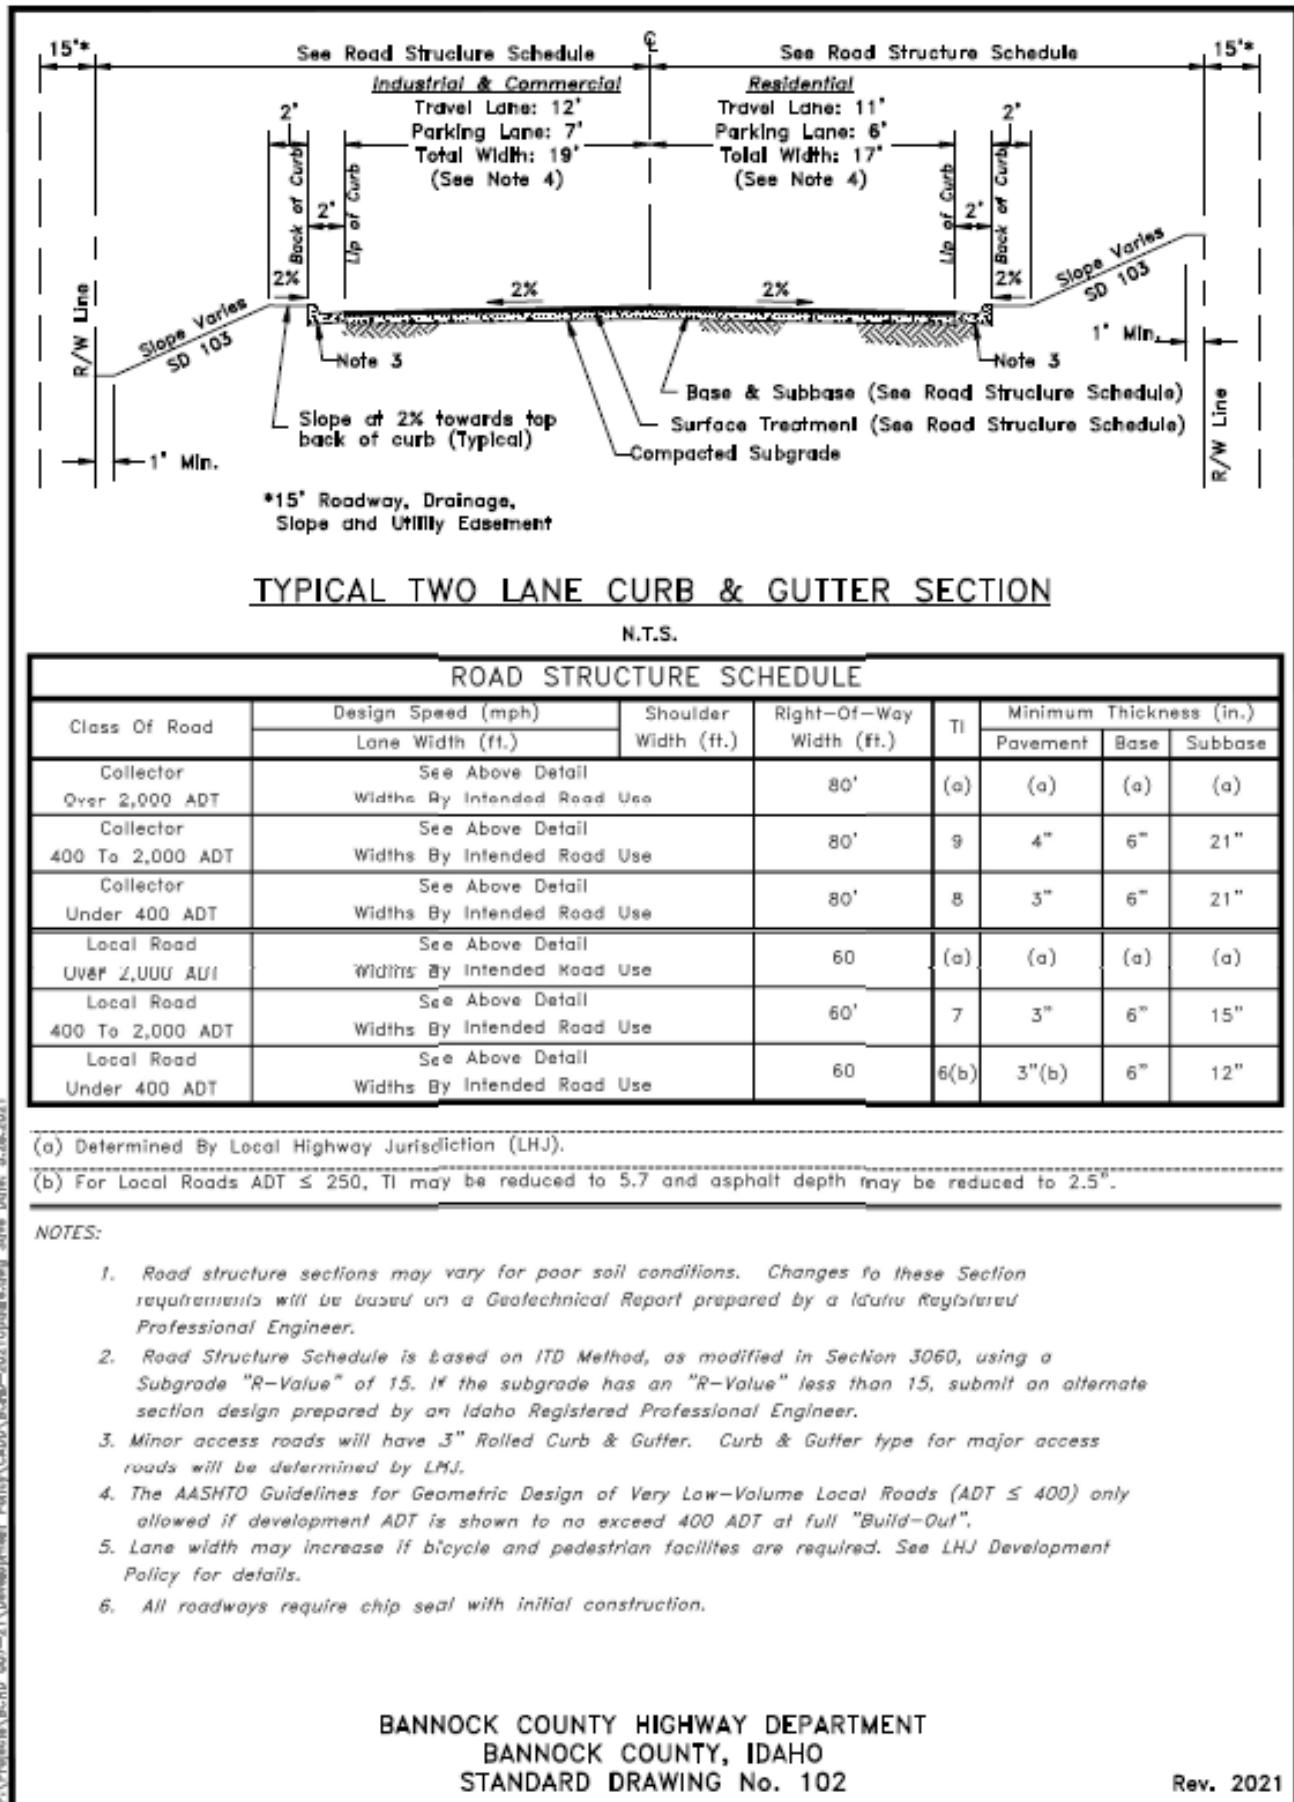 15'*
See Road Structure Schedule
℄
See Road Structure Schedule
15'*
Industrial & Commercial
Travel Lane: 12'
Parking Lane: 7'
Total Width: 19'
(See Note 4)
Residential
Travel Lane: 11'
Parking Lane: 6'
Total Width: 17'
(See Note 4)
2'
2'
Back of Curb
2'
Lip of Curb
Lip of Curb
2'
Back of Curb
2%
2%
2%
2%
R/W Line
Slope Varies
SD 103
Slope Varies
SD 103
1' Min.
Note 3
Note 3
Base & Subbase (See Road Structure Schedule)
Slope at 2% towards top
back of curb (Typical)
Surface Treatment (See Road Structure Schedule)
Compacted Subgrade
R/W Line
1' Min.
*15' Roadway, Drainage,
Slope and Utility Easement
TYPICAL TWO LANE CURB & GUTTER SECTION
N.T.S.
ROAD STRUCTURE SCHEDULE
Class Of Road Design Speed (mph) Shoulder Right-Of-Way TI Minimum Thickness (in.)
Lane Width (ft.) Width (ft.) Width (ft.) Pavement Base Subbase
Collector See Above Detail
Over 2,000 ADT Widths By Intended Road Use 80' (a) (a) (a) (a)
Collector See Above Detail
400 To 2,000 ADT Widths By Intended Road Use 80' 9 4" 6" 21"
Collector See Above Detail
Under 400 ADT Widths By Intended Road Use 80' 8 3" 6" 21"
Local Road See Above Detail
Over 2,000 ADT Widths By Intended Road Use 60 (a) (a) (a) (a)
Local Road See Above Detail
400 To 2,000 ADT Widths By Intended Road Use 60' 7 3" 6" 15"
Local Road See Above Detail
Under 400 ADT Widths By Intended Road Use 60 6(b) 3"(b) 6" 12"
(a) Determined By Local Highway Jurisdiction (LHJ).
(b) For Local Roads ADT ≤ 250, TI may be reduced to 5.7 and asphalt depth may be reduced to 2.5".
NOTES:
1. Road structure sections may vary for poor soil conditions. Changes to these Section
requirements will be based on a Geotechnical Report prepared by a Idaho Registered
Professional Engineer.
2. Road Structure Schedule is based on ITD Method, as modified in Section 3060, using a
Subgrade "R-Value" of 15. If the subgrade has an "R-Value" less than 15, submit an alternate
section design prepared by an Idaho Registered Professional Engineer.
3. Minor access roads will have 3" Rolled Curb & Gutter. Curb & Gutter type for major access
roads will be determined by LHJ.
4. The AASHTO Guidelines for Geometric Design of Very Low-Volume Local Roads (ADT ≤ 400) only
allowed if development ADT is shown to no exceed 400 ADT at full "Build-Out".
5. Lane width may increase if bicycle and pedestrian facilites are required. See LHJ Development
Policy for details.
6. All roadways require chip seal with initial construction.
BANNOCK COUNTY HIGHWAY DEPARTMENT
BANNOCK COUNTY, IDAHO
STANDARD DRAWING No. 102
Rev. 2021